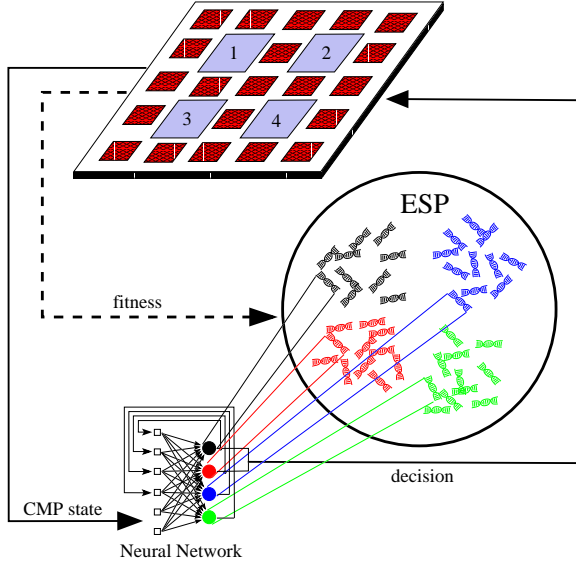 1
2
3
4
ESP
fitness
decision
CMP state
Neural Network